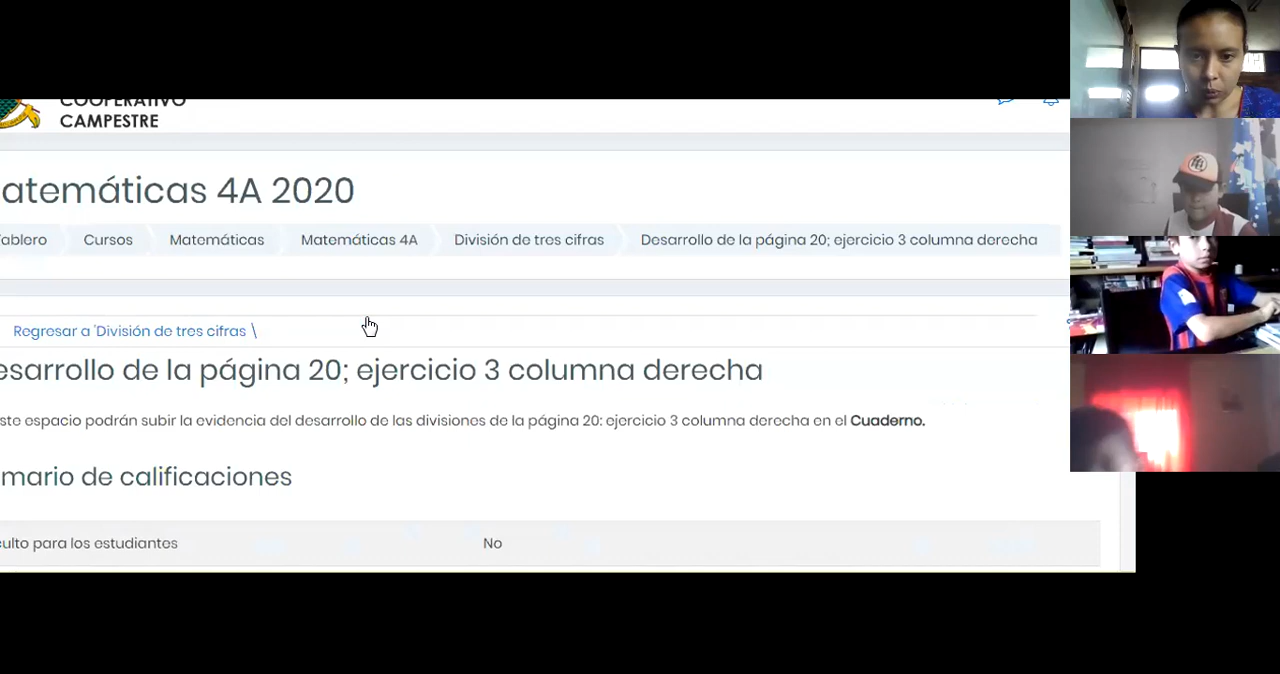 COOPERATIVO
CAMPESTRE
atemáticas 4A 2020
Tablero
Cursos
Matemáticas
Matemáticas 4A
División de tres cifras
Desarrollo de la página 20; ejercicio 3 columna derecha
Regresar a 'División de tres cifras \
esarrollo de la página 20; ejercicio 3 columna derecha
ste espacio podrán subir la evidencia del desarrollo de las divisiones de la página 20: ejercicio 3 columna derecha en el Cuaderno.
mario de calificaciones
ulto para los estudiantes
No